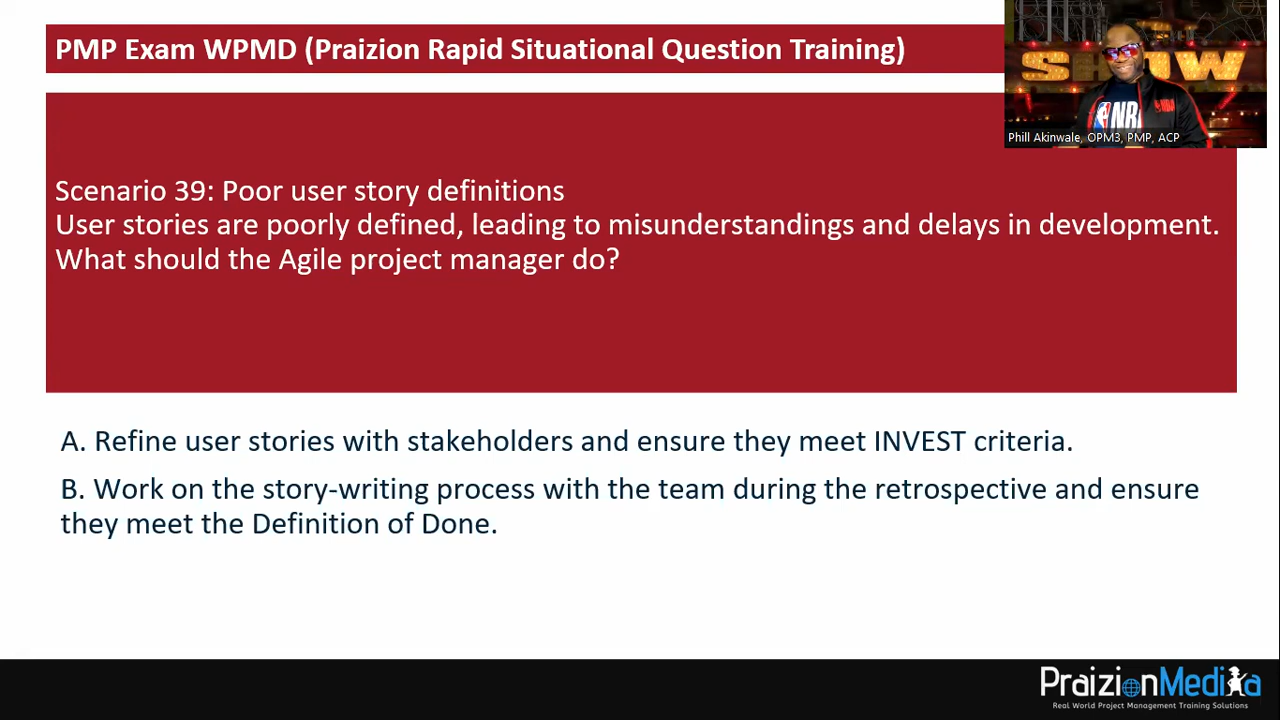 PMP Exam WPMD (Praizion Rapid Situational Question Training)
SHOW
NBA
Phill Akinwale, OPM3, PMP, ACP
Scenario 39: Poor user story definitions
User stories are poorly defined, leading to misunderstandings and delays in development.
What should the Agile project manager do?
A. Refine user stories with stakeholders and ensure they meet INVEST criteria.
B. Work on the story-writing process with the team during the retrospective and ensure
they meet the Definition of Done.
PraizionMedia
Real World Project Management Training Solutions